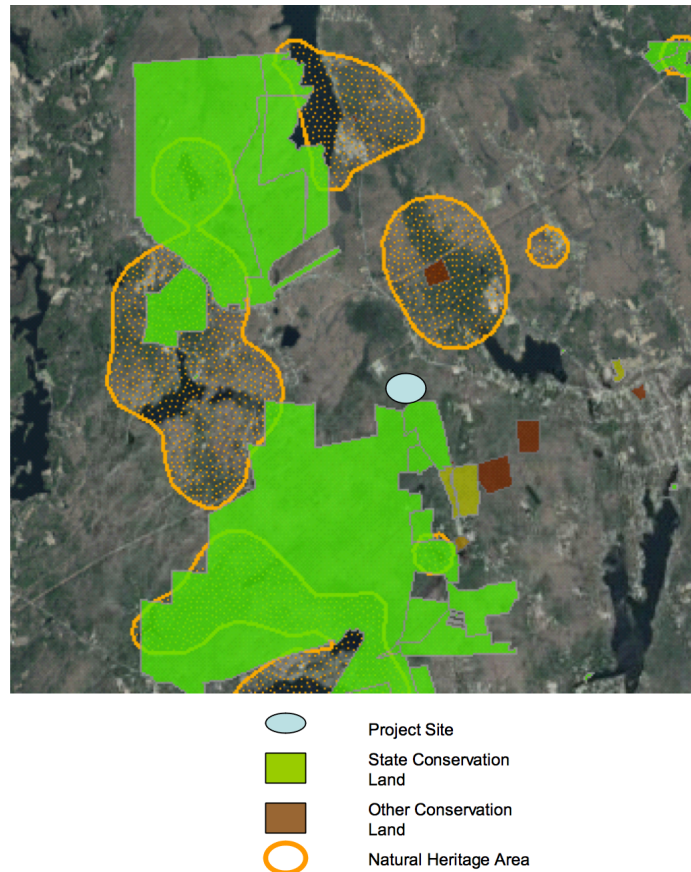 Project Site
State Conservation
Land
Other Conservation
Land
Natural Heritage Area